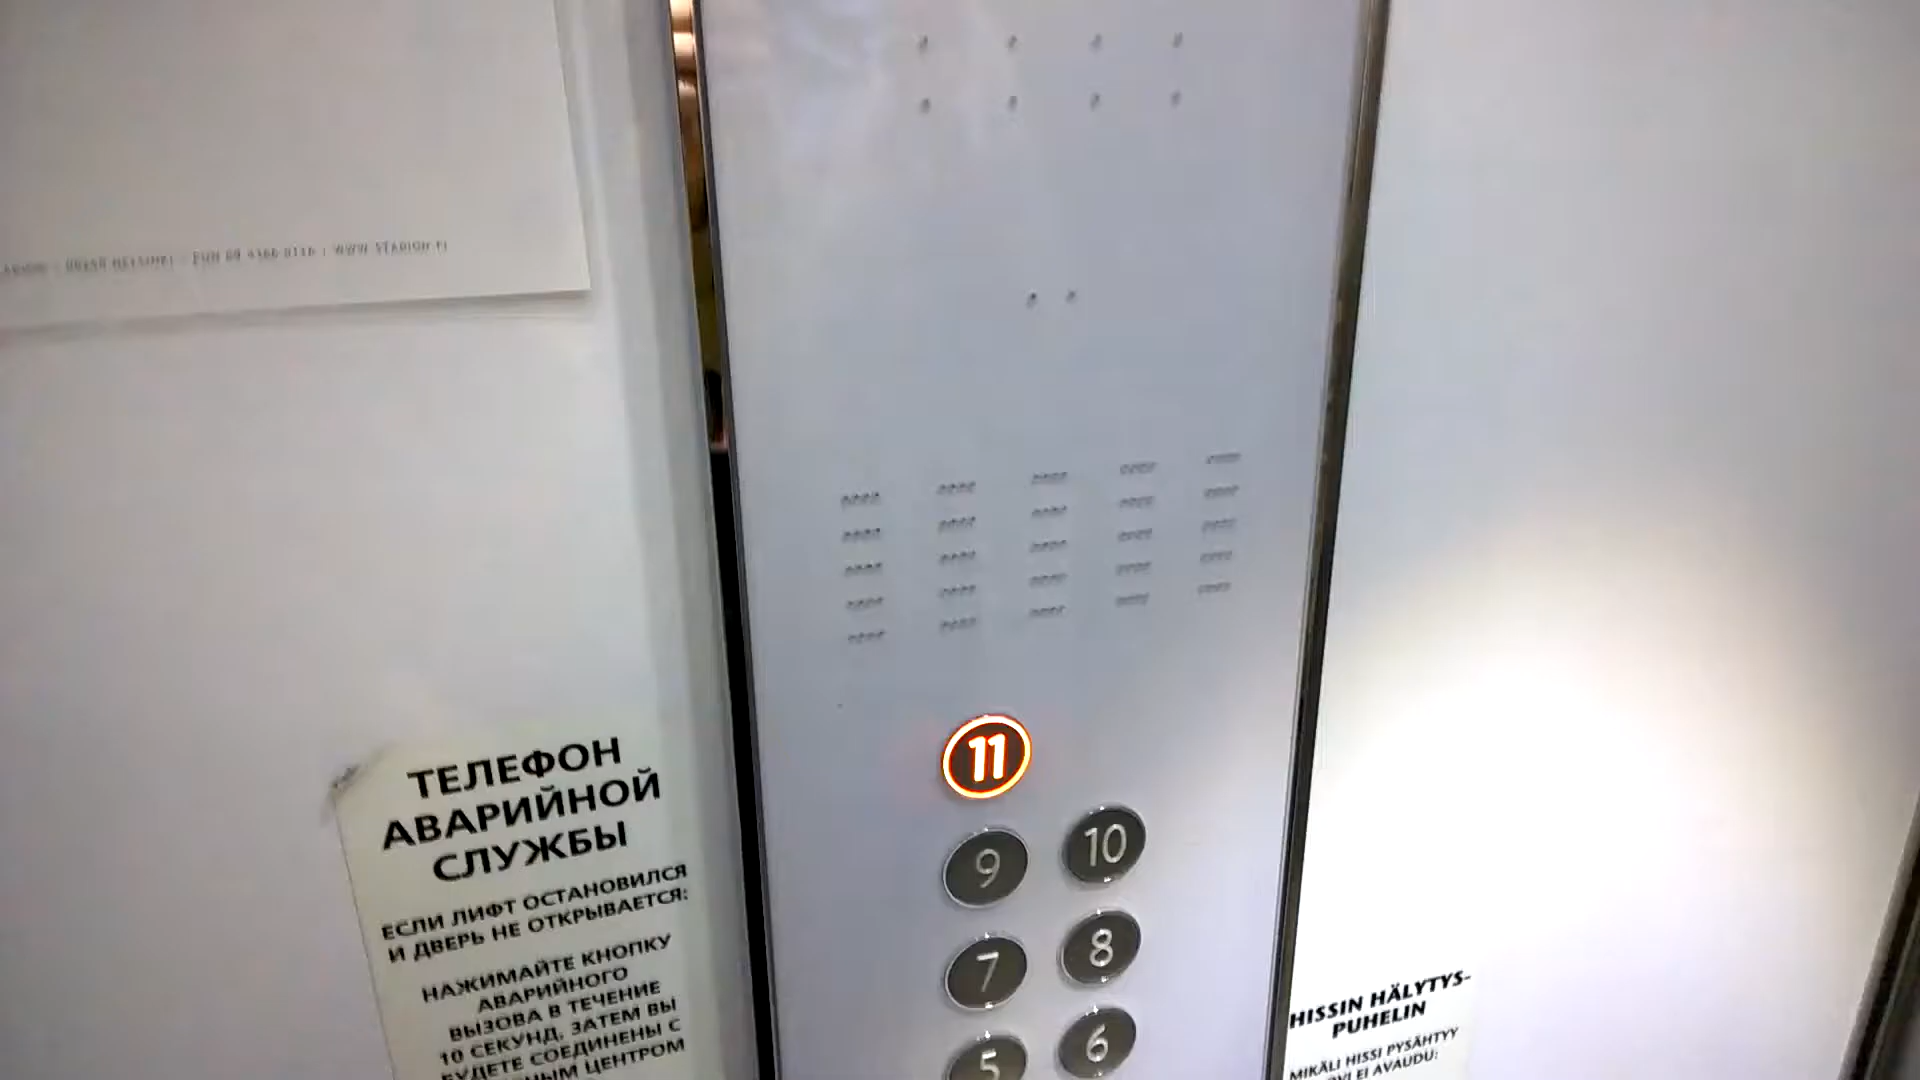 HELSINKI
WWW.STADION.FI
ТЕЛЕФОН
АВАРИЙНОЙ
СЛУЖБЫ
ЕСЛИ ЛИФТ ОСТАНОВИЛСЯ
И ДВЕРЬ НЕ ОТКРЫВАЕТСЯ:
НАЖИМАЙТЕ КНОПКУ
АВАРИЙНОГО
ВЫЗОВА В ТЕЧЕНИЕ
10 СЕКУНД, ЗАТЕМ ВЫ
БУДЕТЕ СОЕДИНЕНЫ С
ЦЕНТРОМ
11
9 10
7 8
5 6
HISSIN HÄLYTYS-
PUHELIN
MIKÄLI HISSI PYSÄHTYY
EI AVAUDU: